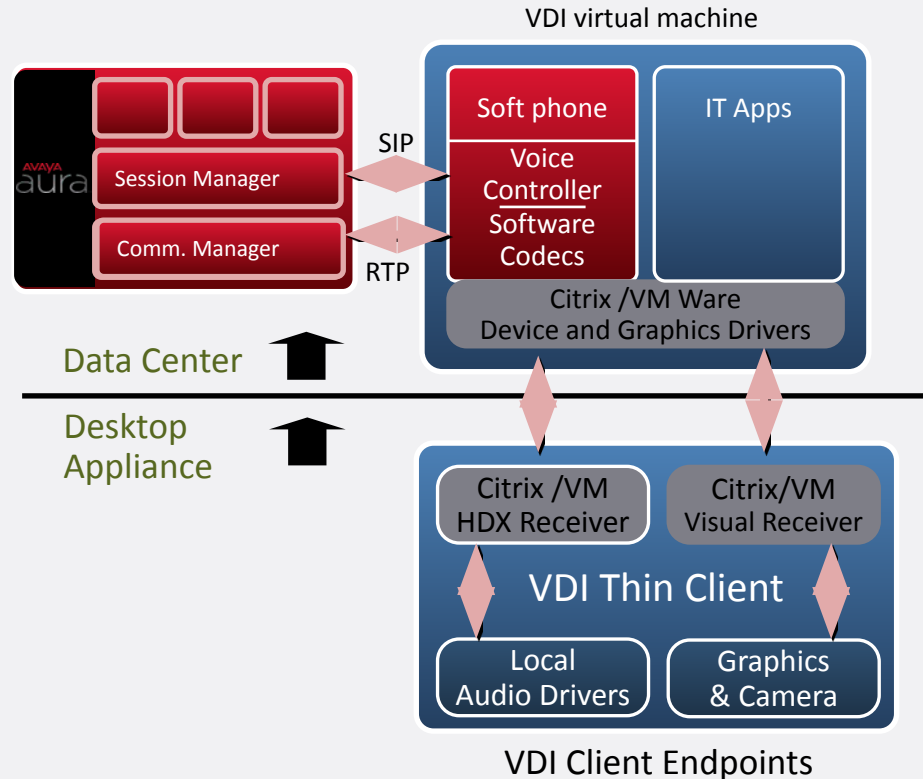 VDI virtual machine
AVAYA
aura
Session Manager
Comm. Manager
SIP
RTP
Soft phone
Voice
Controller
Software
Codecs
IT Apps
Citrix /VM Ware
Device and Graphics Drivers
Data Center
Desktop
Appliance
Citrix /VM
HDX Receiver
Citrix/VM
Visual Receiver
VDI Thin Client
Local
Audio Drivers
Graphics
& Camera
VDI Client Endpoints